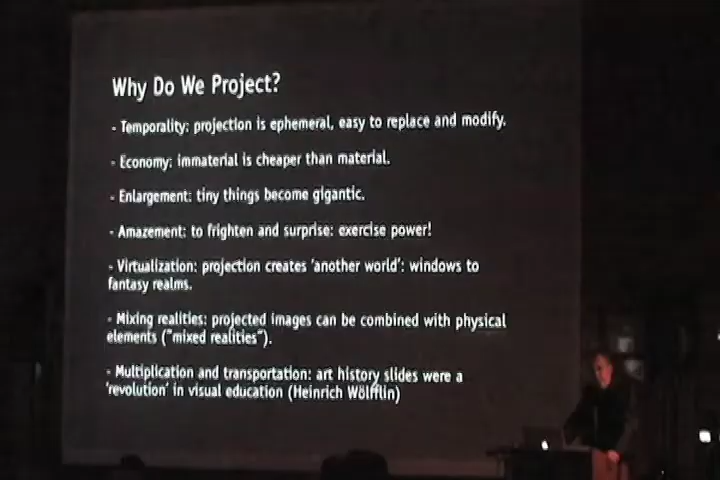 Why Do We Project?
- Temporality: projection is ephemeral, easy to replace and modify.
- Economy: immaterial is cheaper than material.
- Enlargement: tiny things become gigantic.
- Amazement: to frighten and surprise: exercise power!
- Virtualization: projection creates 'another world': windows to
fantasy realms.
- Mixing realities: projected images can be combined with physical
elements ("mixed realities").
- Multiplication and transportation: art history slides were a
'revolution' in visual education (Heinrich Wölfflin)